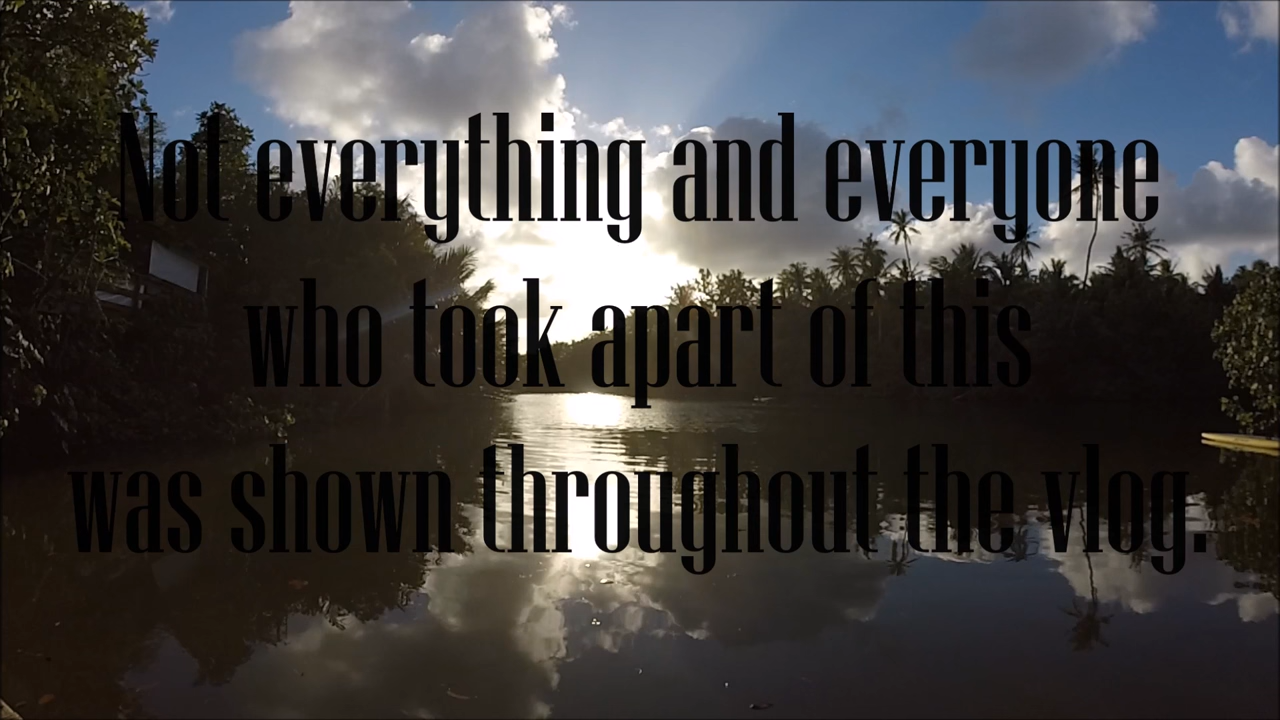 Not everything and everyone
who took apart of this
was shown throughout the vlog.